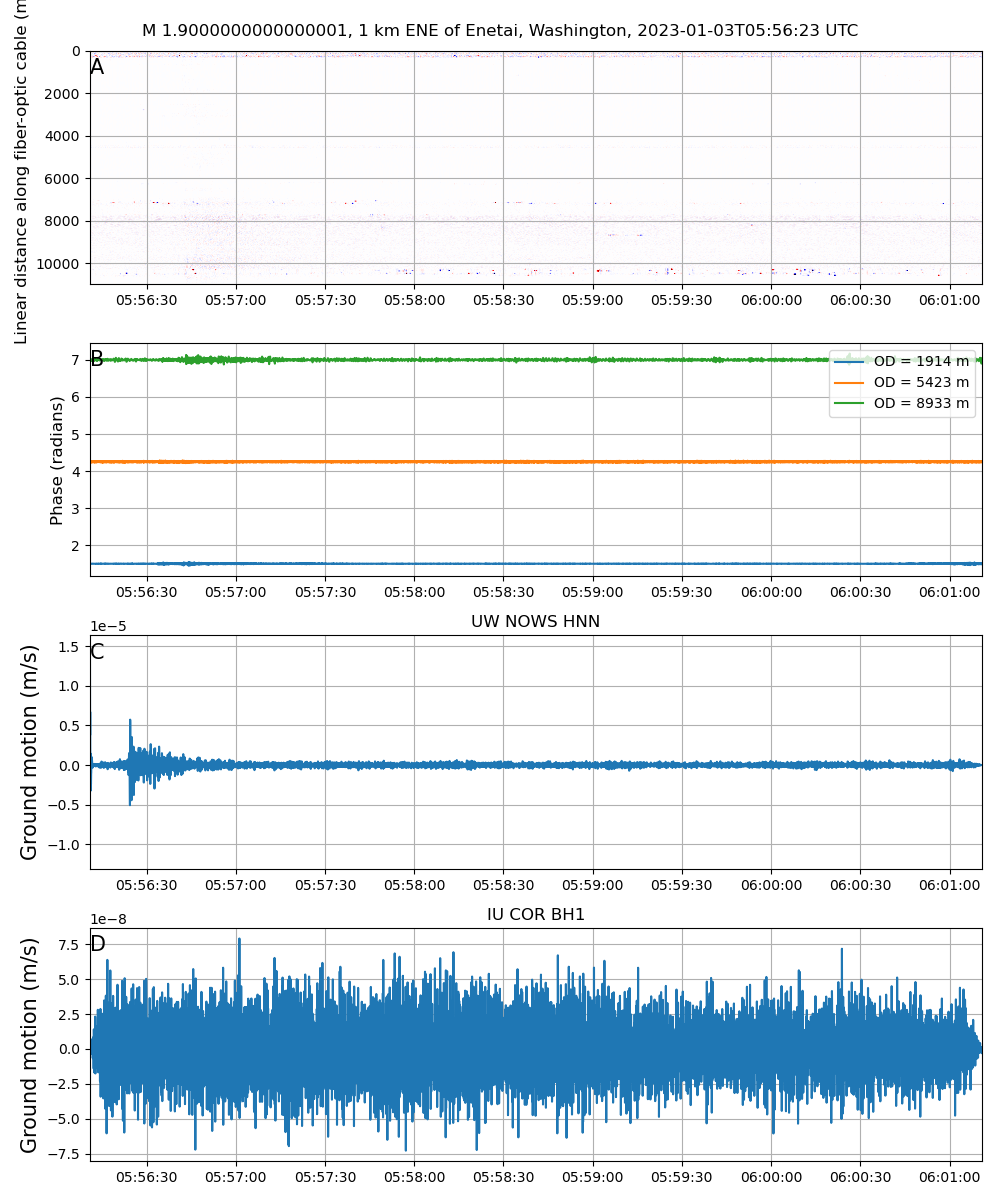 M 1.9000000000000001, 1 km ENE of Enetai, Washington, 2023-01-03T05:56:23 UTC
Linear distance along fiber-optic cable (m
A
0
2000
4000
6000
8000
10000
05:56:30 05:57:00 05:57:30 05:58:00 05:58:30 05:59:00 05:59:30 06:00:00 06:00:30 06:01:00
Phase (radians)
B
7
6
5
4
3
2
OD = 1914 m
OD = 5423 m
OD = 8933 m
05:56:30 05:57:00 05:57:30 05:58:00 05:58:30 05:59:00 05:59:30 06:00:00 06:00:30 06:01:00
UW NOWS HNN
1e−5
Ground motion (m/s)
C
1.5
1.0
0.5
0.0
−0.5
−1.0
05:56:30 05:57:00 05:57:30 05:58:00 05:58:30 05:59:00 05:59:30 06:00:00 06:00:30 06:01:00
IU COR BH1
1e−8
Ground motion (m/s)
D
7.5
5.0
2.5
0.0
−2.5
−5.0
−7.5
05:56:30 05:57:00 05:57:30 05:58:00 05:58:30 05:59:00 05:59:30 06:00:00 06:00:30 06:01:00